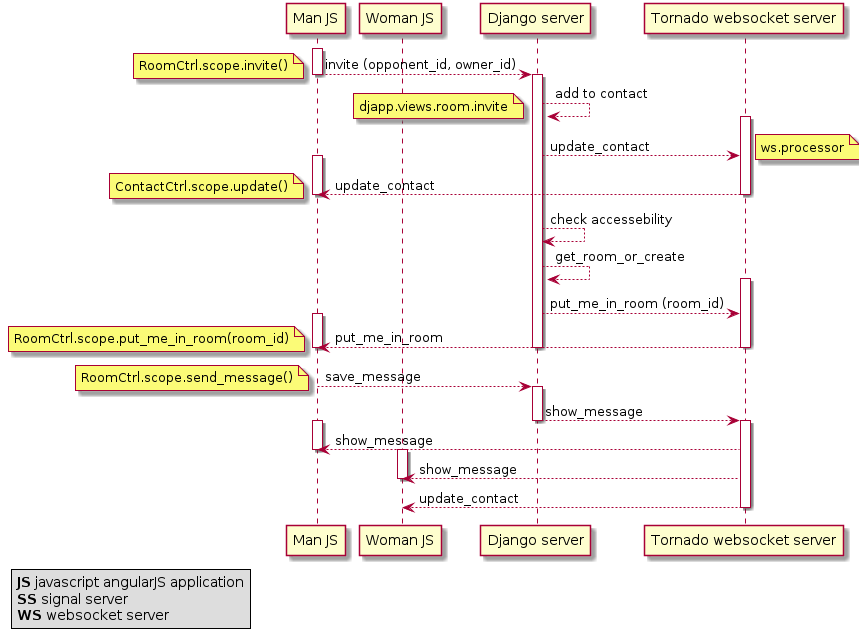 Man JS
Woman JS
Django server
Tornado websocket server
RoomCtrl.scope.invite()
invite (opponent_id, owner_id)
add to contact
djapp.views.room.invite
update_contact
ws.processor
ContactCtrl.scope.update()
update_contact
check accessebility
get_room_or_create
put_me_in_room (room_id)
RoomCtrl.scope.put_me_in_room(room_id)
put_me_in_room
RoomCtrl.scope.send_message()
save_message
show_message
show_message
show_message
update_contact
Man JS
Woman JS
Django server
Tornado websocket server
JS javascript angularJS application
SS signal server
WS websocket server